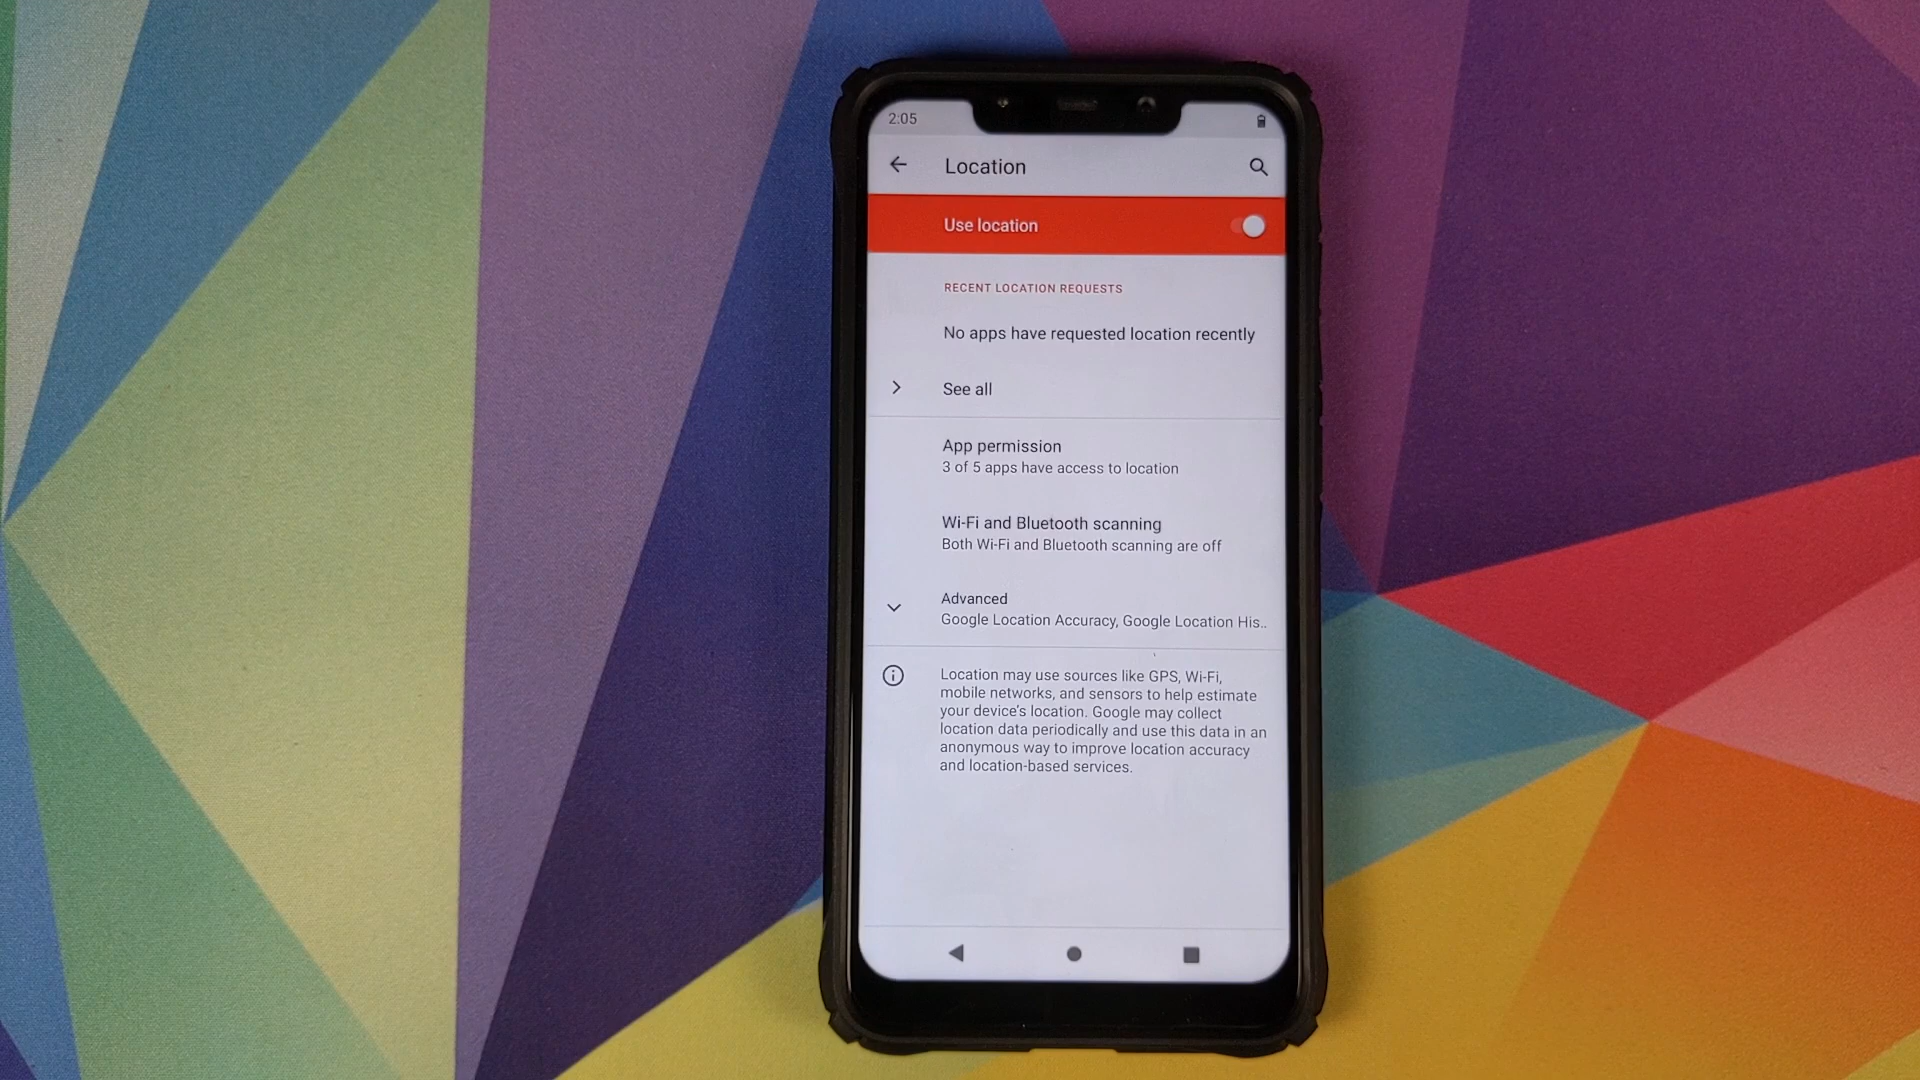 2:05
Location
Use location
RECENT LOCATION REQUESTS
No apps have requested location recently
See all
App permission
3 of 5 apps have access to location
Wi-Fi and Bluetooth scanning
Both Wi-Fi and Bluetooth scanning are off
Advanced
Google Location Accuracy, Google Location His..
Location may use sources like GPS, Wi-Fi,
mobile networks, and sensors to help estimate
your device's location. Google may collect
location data periodically and use this data in an
anonymous way to improve location accuracy
and location-based services.